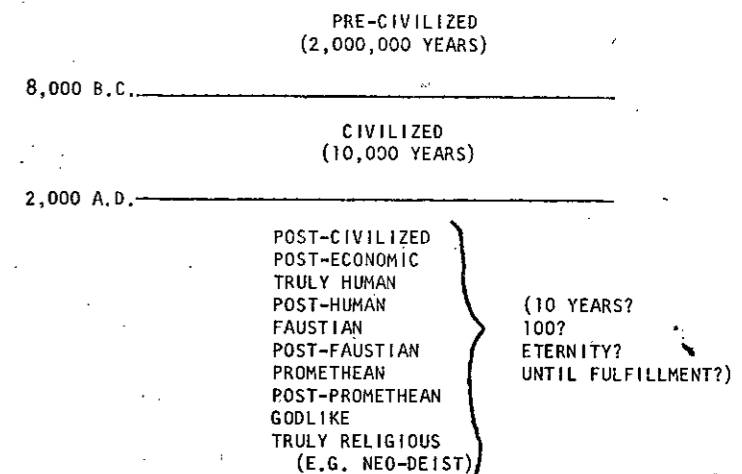 PRE-CIVILIZED
(2,000,000 YEARS)
8,000 B.C.
CIVILIZED
(10,000 YEARS)
2,000 A.D.
POST-CIVILIZED
POST-ECONOMIC
TRULY HUMAN
POST-HUMAN
FAUSTIAN
POST-FAUSTIAN
PROMETHEAN
POST-PROMETHEAN
GODLIKE
TRULY RELIGIOUS
(E.G. NEO-DEIST)
(10 YEARS?
100?
ETERNITY?
UNTIL FULFILLMENT?)